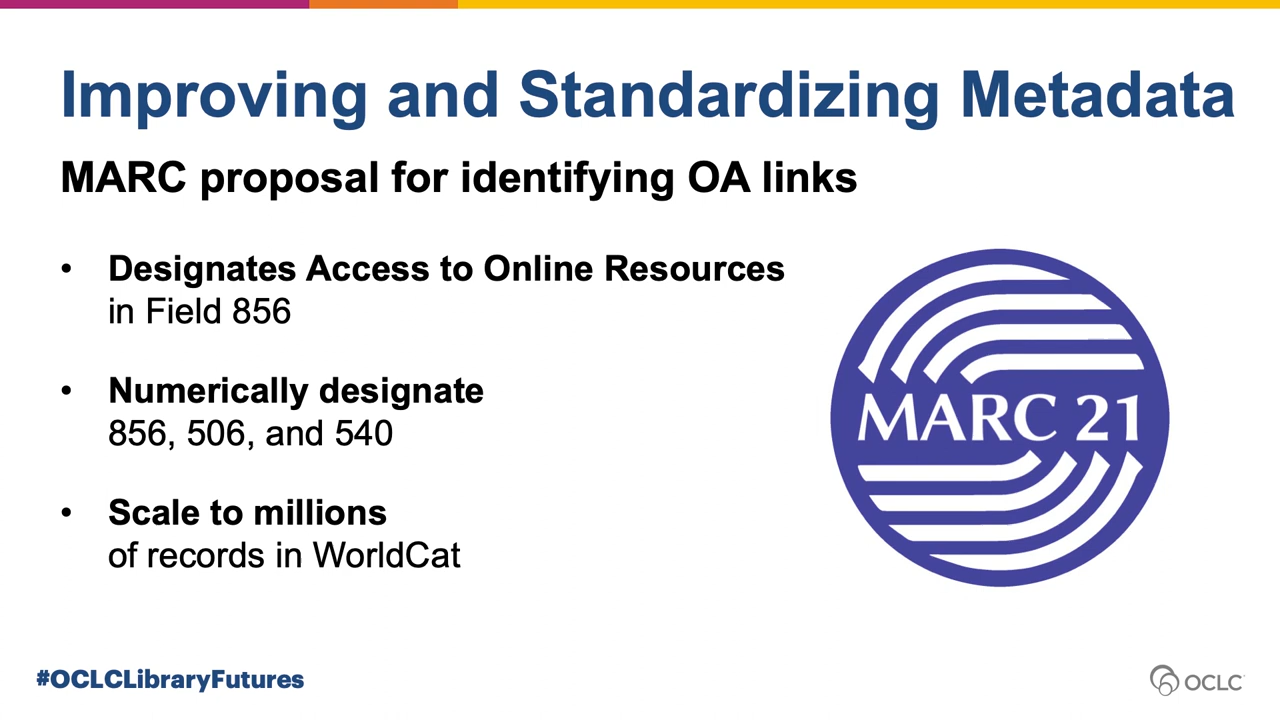 Improving and Standardizing Metadata
MARC proposal for identifying OA links
• Designates Access to Online Resources
in Field 856
• Numerically designate
856, 506, and 540
• Scale to millions
of records in WorldCat
MARC 21
#OCLCLibraryFutures
OCLC